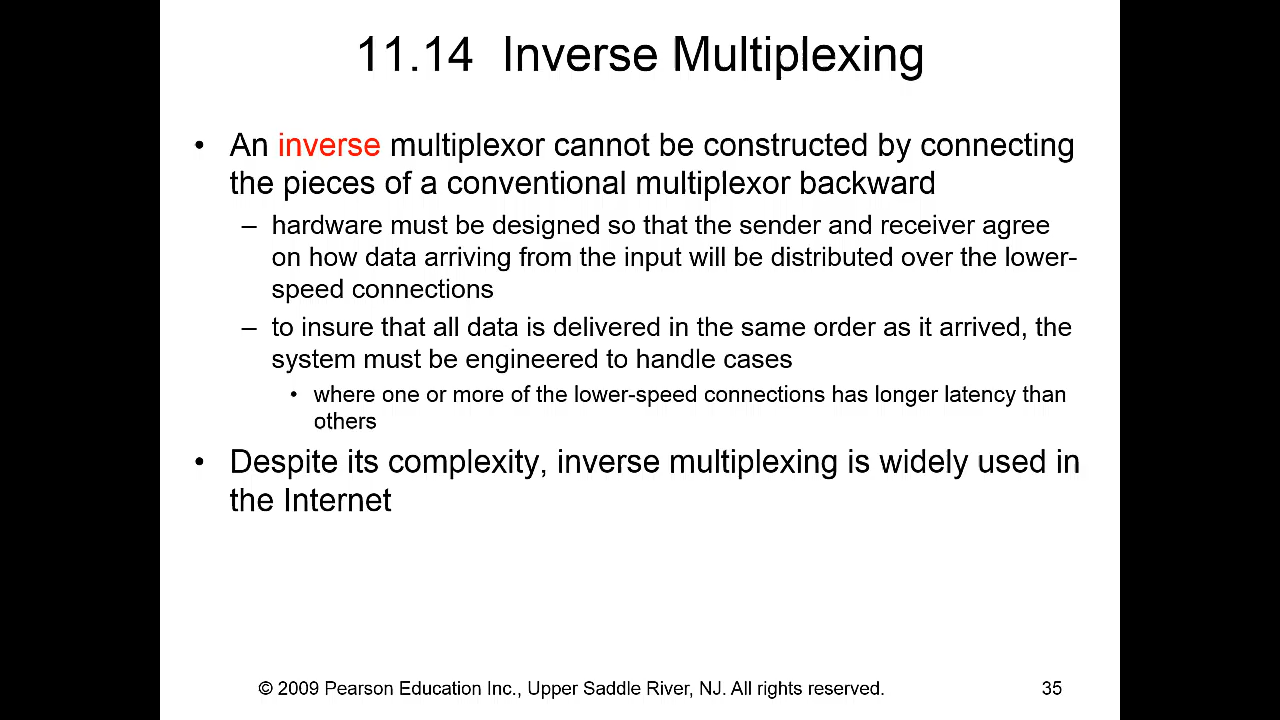 11.14 Inverse Multiplexing
• An inverse multiplexor cannot be constructed by connecting
the pieces of a conventional multiplexor backward
– hardware must be designed so that the sender and receiver agree
on how data arriving from the input will be distributed over the lower-
speed connections
– to insure that all data is delivered in the same order as it arrived, the
system must be engineered to handle cases
• where one or more of the lower-speed connections has longer latency than
others
• Despite its complexity, inverse multiplexing is widely used in
the Internet
© 2009 Pearson Education Inc., Upper Saddle River, NJ. All rights reserved. 35